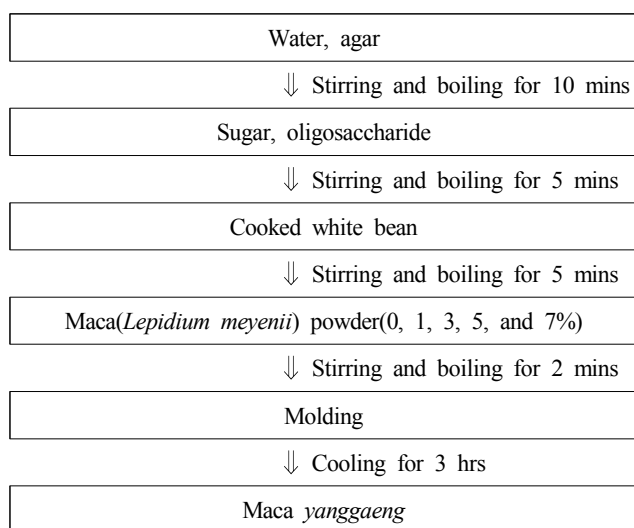 Water, agar
⇓ Stirring and boiling for 10 mins
Sugar, oligosaccharide
⇓ Stirring and boiling for 5 mins
Cooked white bean
⇓ Stirring and boiling for 5 mins
Maca(Lepidium meyenii) powder(0, 1, 3, 5, and 7%)
⇓ Stirring and boiling for 2 mins
Molding
⇓ Cooling for 3 hrs
Maca yanggaeng